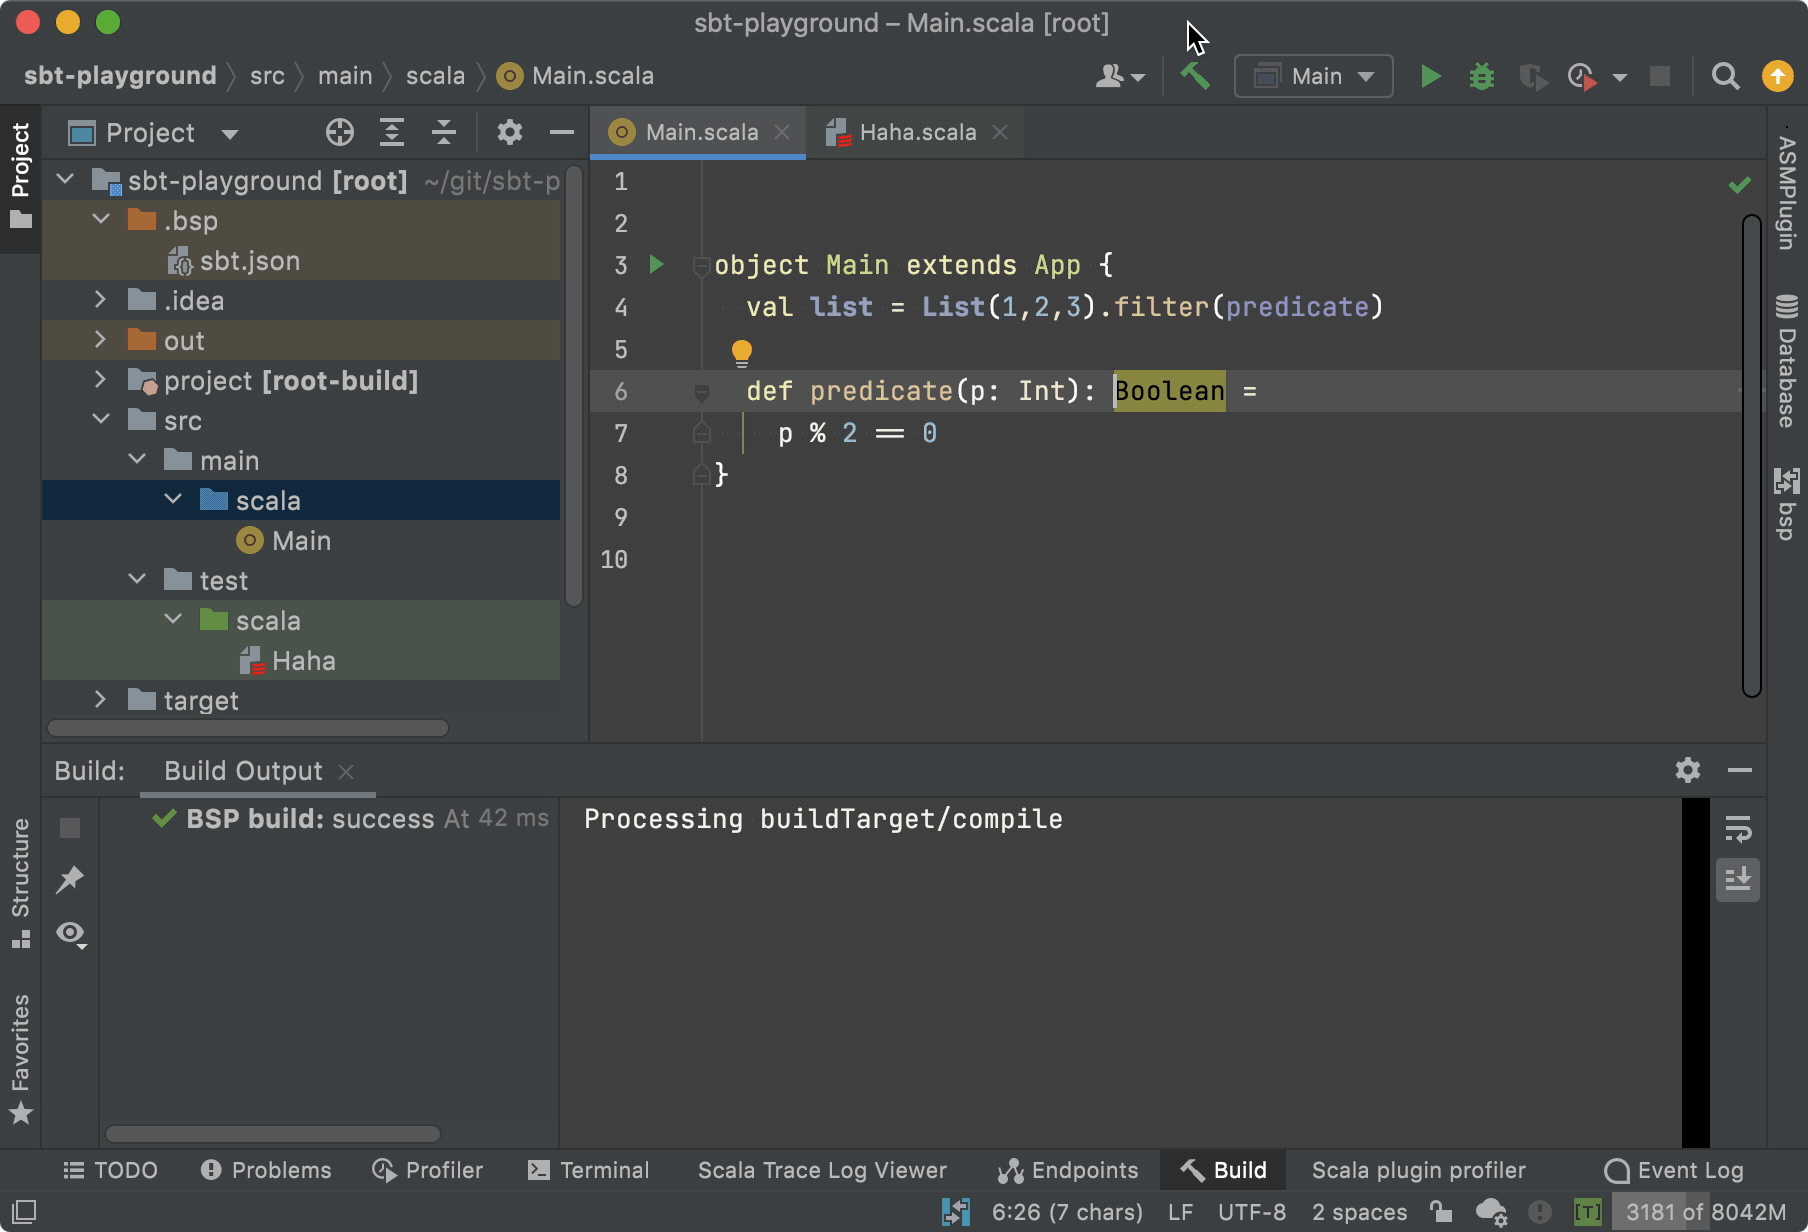 sbt-playground – Main.scala [root]
sbt-playground src main scala Main.scala
Main
Project
Project
Main.scala
Haha.scala
sbt-playground [root] ~/git/sbt-p
.bsp
sbt.json
.idea
out
project [root-build]
src
main
scala
Main
test
scala
Haha
target
1
2
3 object Main extends App {
4 val list = List(1,2,3).filter(predicate)
5
6 def predicate(p: Int): Boolean =
7 p % 2 == 0
8 }
9
10
ASMPlugin
Database
bsp
Build: Build Output
BSP build: success At 42 ms
Processing buildTarget/compile
Structure
Favorites
TODO Problems Profiler Terminal Scala Trace Log Viewer Endpoints Build Scala plugin profiler Event Log
6:26 (7 chars) LF UTF-8 2 spaces [T] 3181 of 8042M